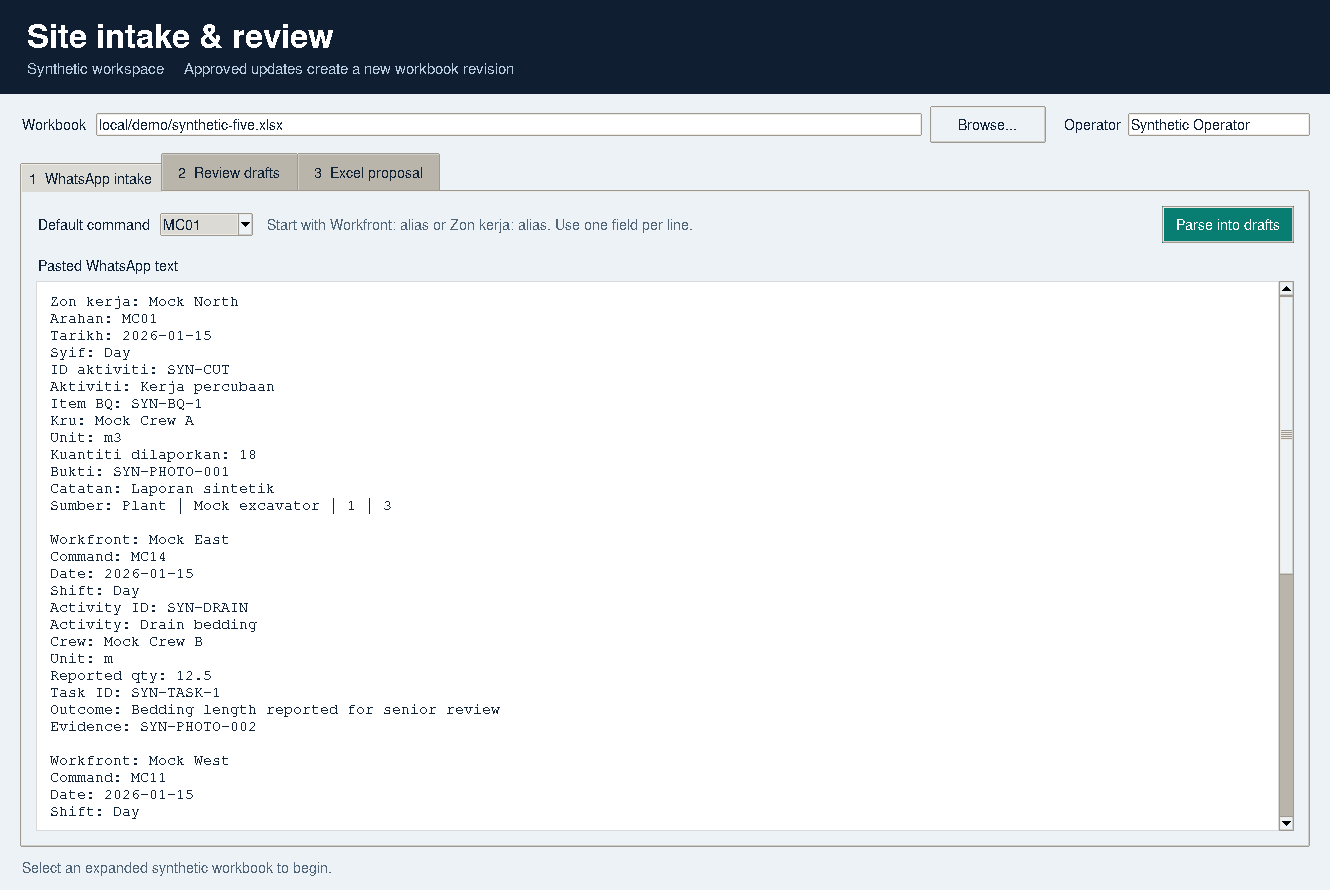 Site intake & review
Synthetic workspace Approved updates create a new workbook revision
Workbook local/demo/synthetic-five.xlsx Browse... Operator Synthetic Operator
1 WhatsApp intake 2 Review drafts 3 Excel proposal
Default command MC01 Start with Workfront: alias or Zon kerja: alias. Use one field per line. Parse into drafts
Pasted WhatsApp text
Zon kerja: Mock North
Arahan: MC01
Tarikh: 2026-01-15
Syif: Day
ID aktiviti: SYN-CUT
Aktiviti: Kerja percubaan
Item BQ: SYN-BQ-1
Kru: Mock Crew A
Unit: m3
Kuantiti dilaporkan: 18
Bukti: SYN-PHOTO-001
Catatan: Laporan sintetik
Sumber: Plant | Mock excavator | 1 | 3
Workfront: Mock East
Command: MC14
Date: 2026-01-15
Shift: Day
Activity ID: SYN-DRAIN
Activity: Drain bedding
Crew: Mock Crew B
Unit: m
Reported qty: 12.5
Task ID: SYN-TASK-1
Outcome: Bedding length reported for senior review
Evidence: SYN-PHOTO-002
Workfront: Mock West
Command: MC11
Date: 2026-01-15
Shift: Day
Select an expanded synthetic workbook to begin.